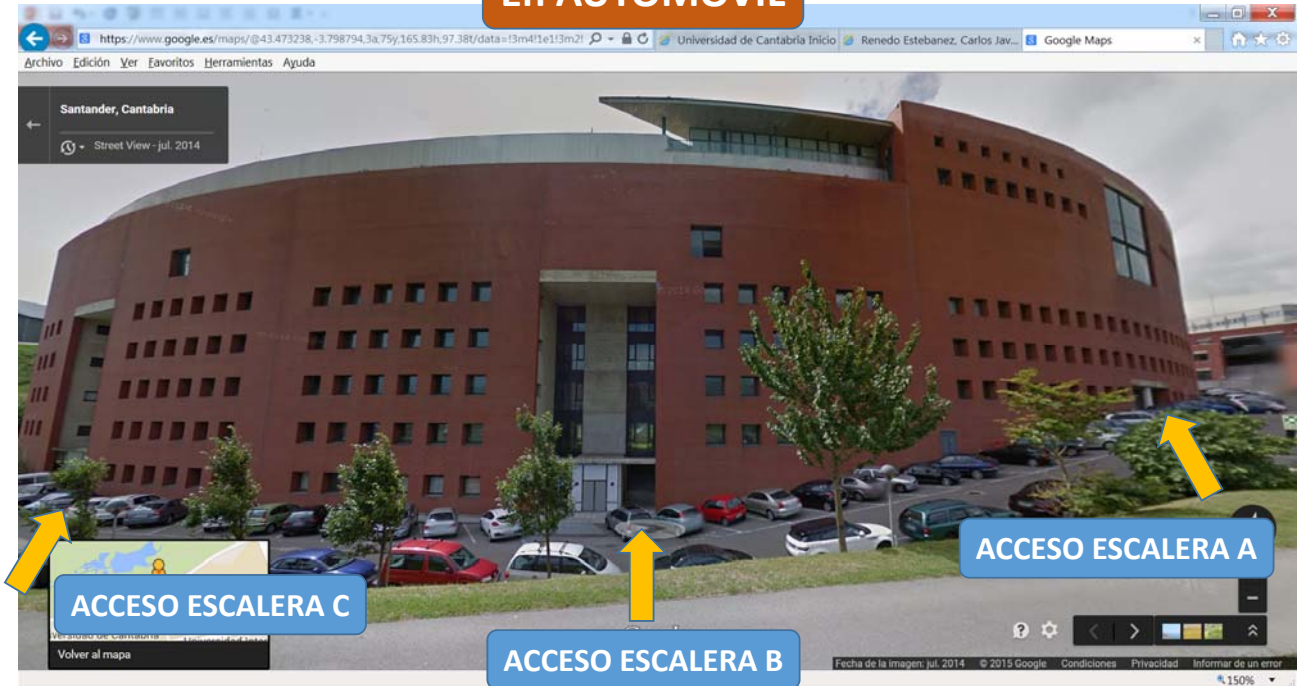 En AUTOMÓVIL
https://www.google.es/maps/@43.473238,-3.798794,3a,75y,165.83h,97.38t/data=!3m4!1e1!3m2!
Universidad de Cantabria Inicio
Renedo Estebanez, Carlos Jav...
Google Maps
Archivo Edición Ver Favoritos Herramientas Ayuda
Santander, Cantabria
Street View - jul. 2014
ACCESO ESCALERA A
ACCESO ESCALERA C
ACCESO ESCALERA B
Volver al mapa
Fecha de la imagen: jul. 2014 © 2015 Google Condiciones Privacidad Informar de un error
150%